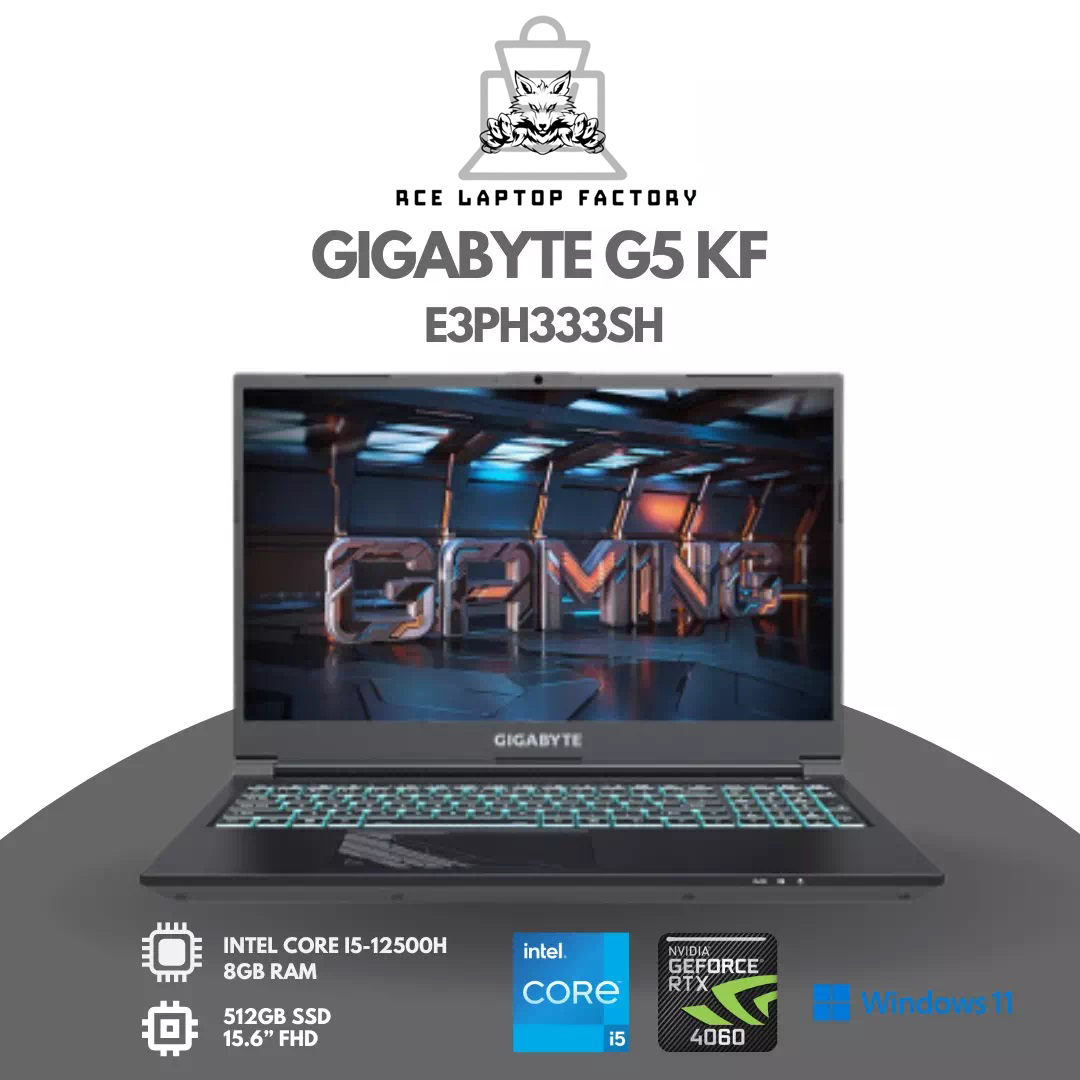 RCE LAPTOP FACTORY
GIGABYTE G5 KF
E3PH333SH
GAMING
GIGABYTE
INTEL CORE I5-12500H
8GB RAM
512GB SSD
15.6” FHD
intel.
CORE
i5
NVIDIA
GEFORCE
RTX
4060
Windows 11